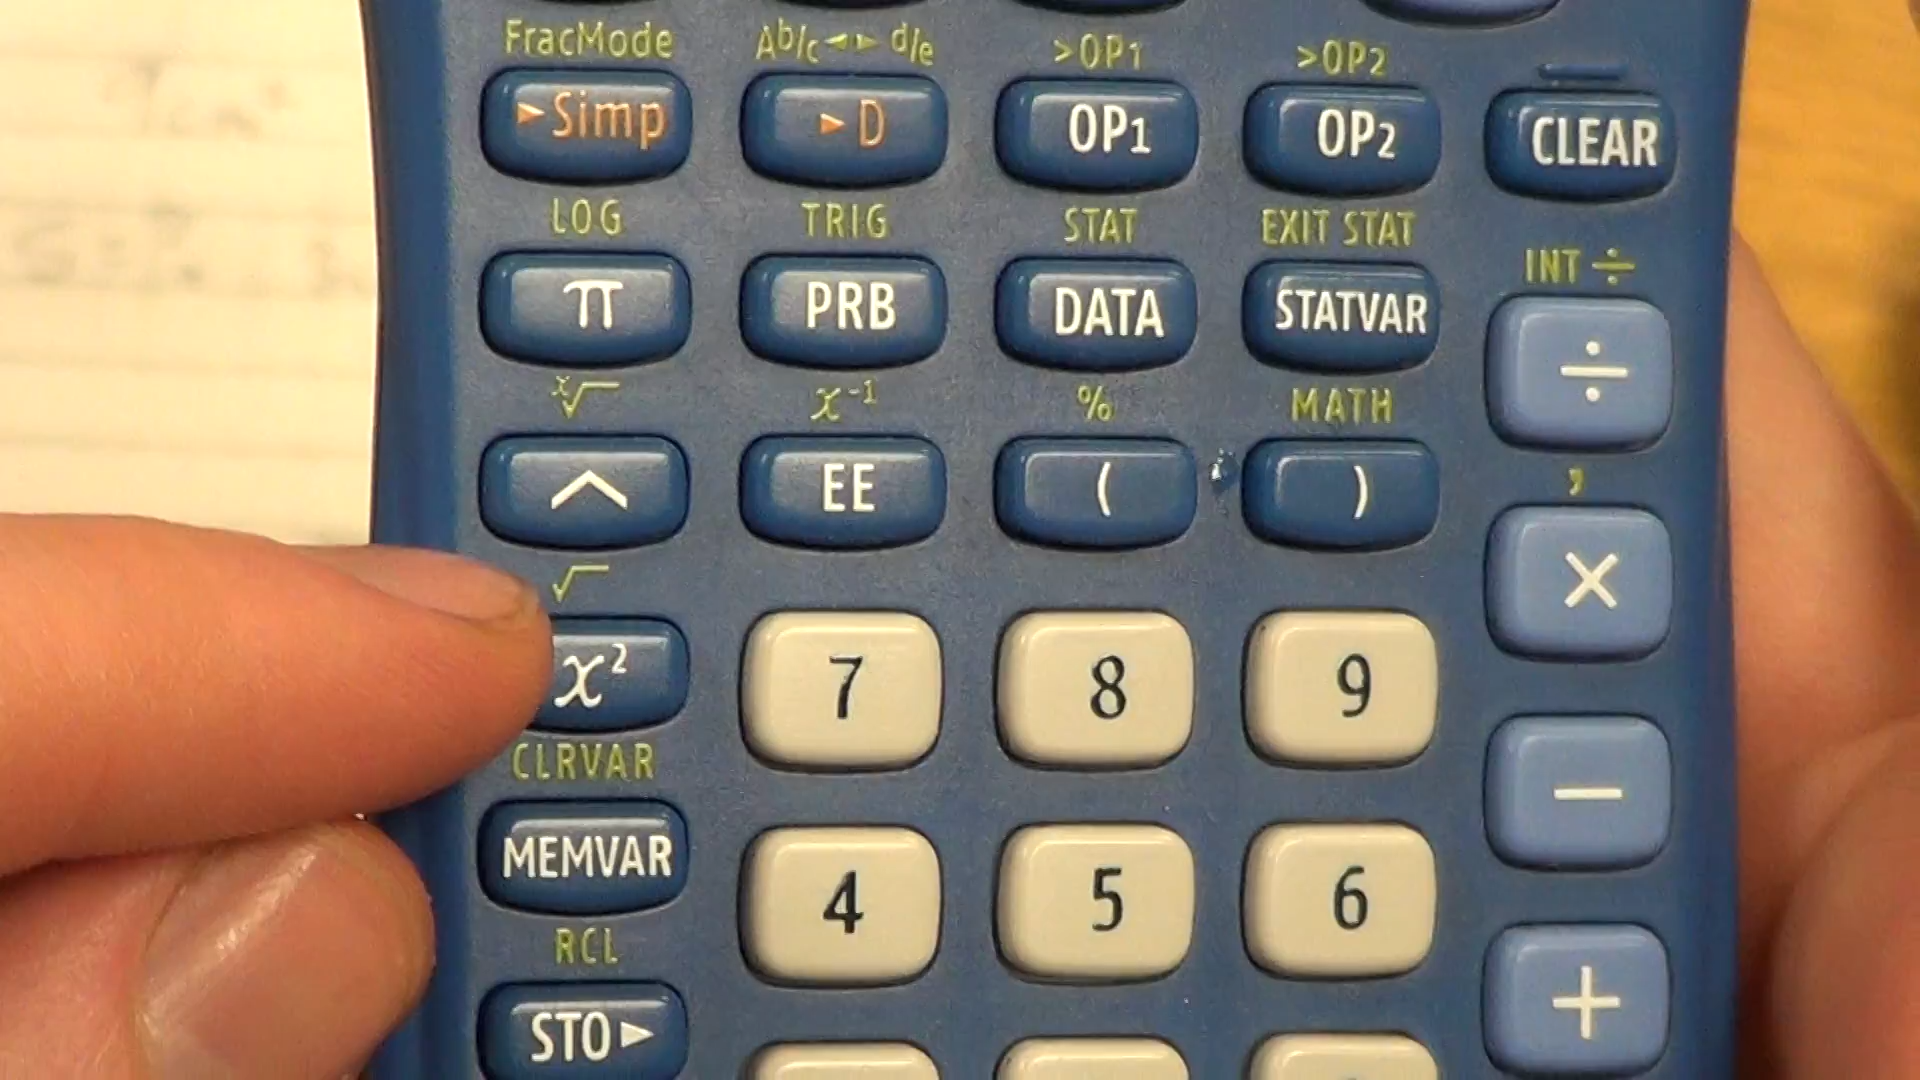 FracMode Ab/c◄►d/e >OP1 >OP2
►Simp ►D OP1 OP2 CLEAR
LOG TRIG STAT EXIT STAT INT ÷
π PRB DATA STATVAR ÷
ˣ√ x⁻¹ % MATH ,
^ EE ( ) ×
√
x² 7 8 9 −
CLRVAR
MEMVAR 4 5 6
RCL +
STO►